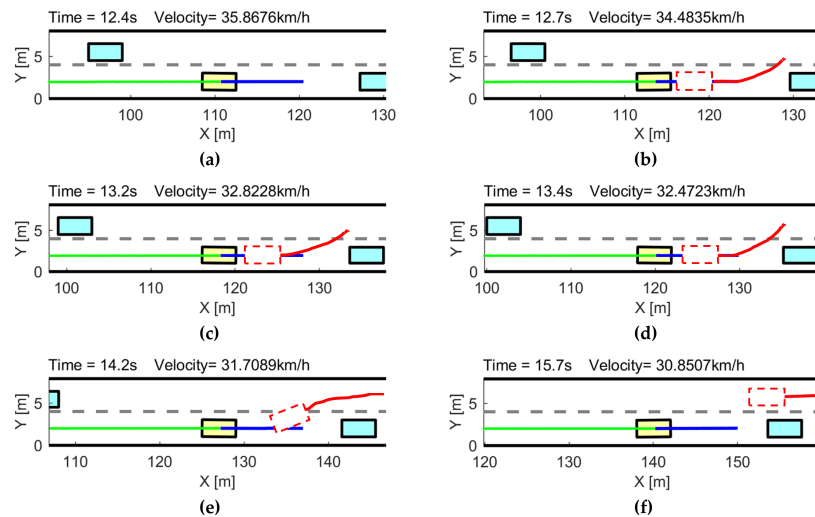 Time = 12.4s Velocity= 35.8676km/h
Y [m]
5
0
100 110 120 130
X [m]
(a)
Time = 12.7s Velocity= 34.4835km/h
Y [m]
5
0
100 110 120 130
X [m]
(b)
Time = 13.2s Velocity= 32.8228km/h
Y [m]
5
0
100 110 120 130
X [m]
(c)
Time = 13.4s Velocity= 32.4723km/h
Y [m]
5
0
100 110 120 130
X [m]
(d)
Time = 14.2s Velocity= 31.7089km/h
Y [m]
5
0
110 120 130 140
X [m]
(e)
Time = 15.7s Velocity= 30.8507km/h
Y [m]
5
0
120 130 140 150
X [m]
(f)